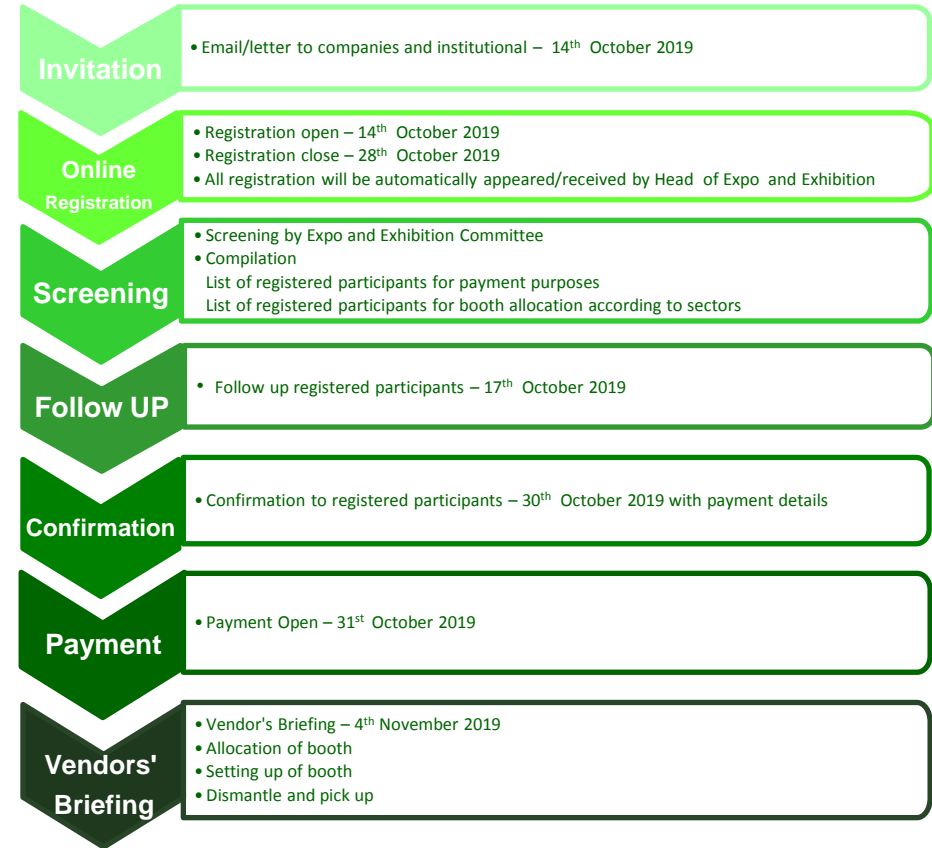 Invitation
• Email/letter to companies and institutional – 14th October 2019
Online
Registration
• Registration open – 14th October 2019
• Registration close – 28th October 2019
• All registration will be automatically appeared/received by Head of Expo and Exhibition
Screening
• Screening by Expo and Exhibition Committee
• Compilation
List of registered participants for payment purposes
List of registered participants for booth allocation according to sectors
Follow UP
• Follow up registered participants – 17th October 2019
Confirmation
• Confirmation to registered participants – 30th October 2019 with payment details
Payment
• Payment Open – 31st October 2019
Vendors'
Briefing
• Vendor's Briefing – 4th November 2019
• Allocation of booth
• Setting up of booth
• Dismantle and pick up